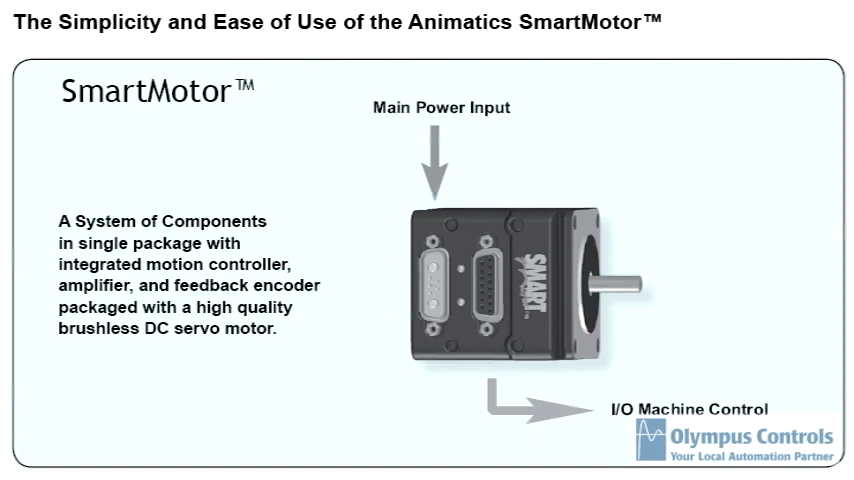 The Simplicity and Ease of Use of the Animatics SmartMotor™
SmartMotor™
Main Power Input
A System of Components
in single package with
integrated motion controller,
amplifier, and feedback encoder
packaged with a high quality
brushless DC servo motor.
SMART
I/O Machine Control
Olympus Controls
Your Local Automation Partner